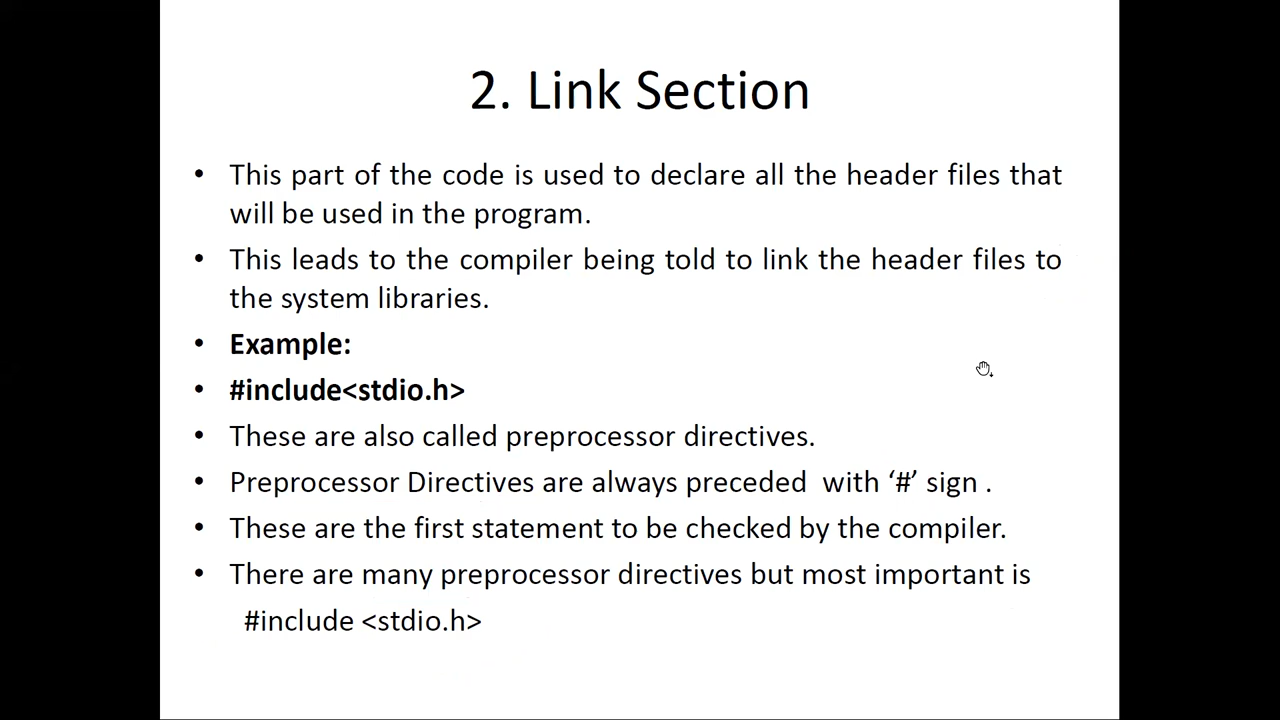 2. Link Section
• This part of the code is used to declare all the header files that
will be used in the program.
• This leads to the compiler being told to link the header files to
the system libraries.
• Example:
• #include<stdio.h>
• These are also called preprocessor directives.
• Preprocessor Directives are always preceded  with ‘#’ sign .
• These are the first statement to be checked by the compiler.
• There are many preprocessor directives but most important is
#include <stdio.h>